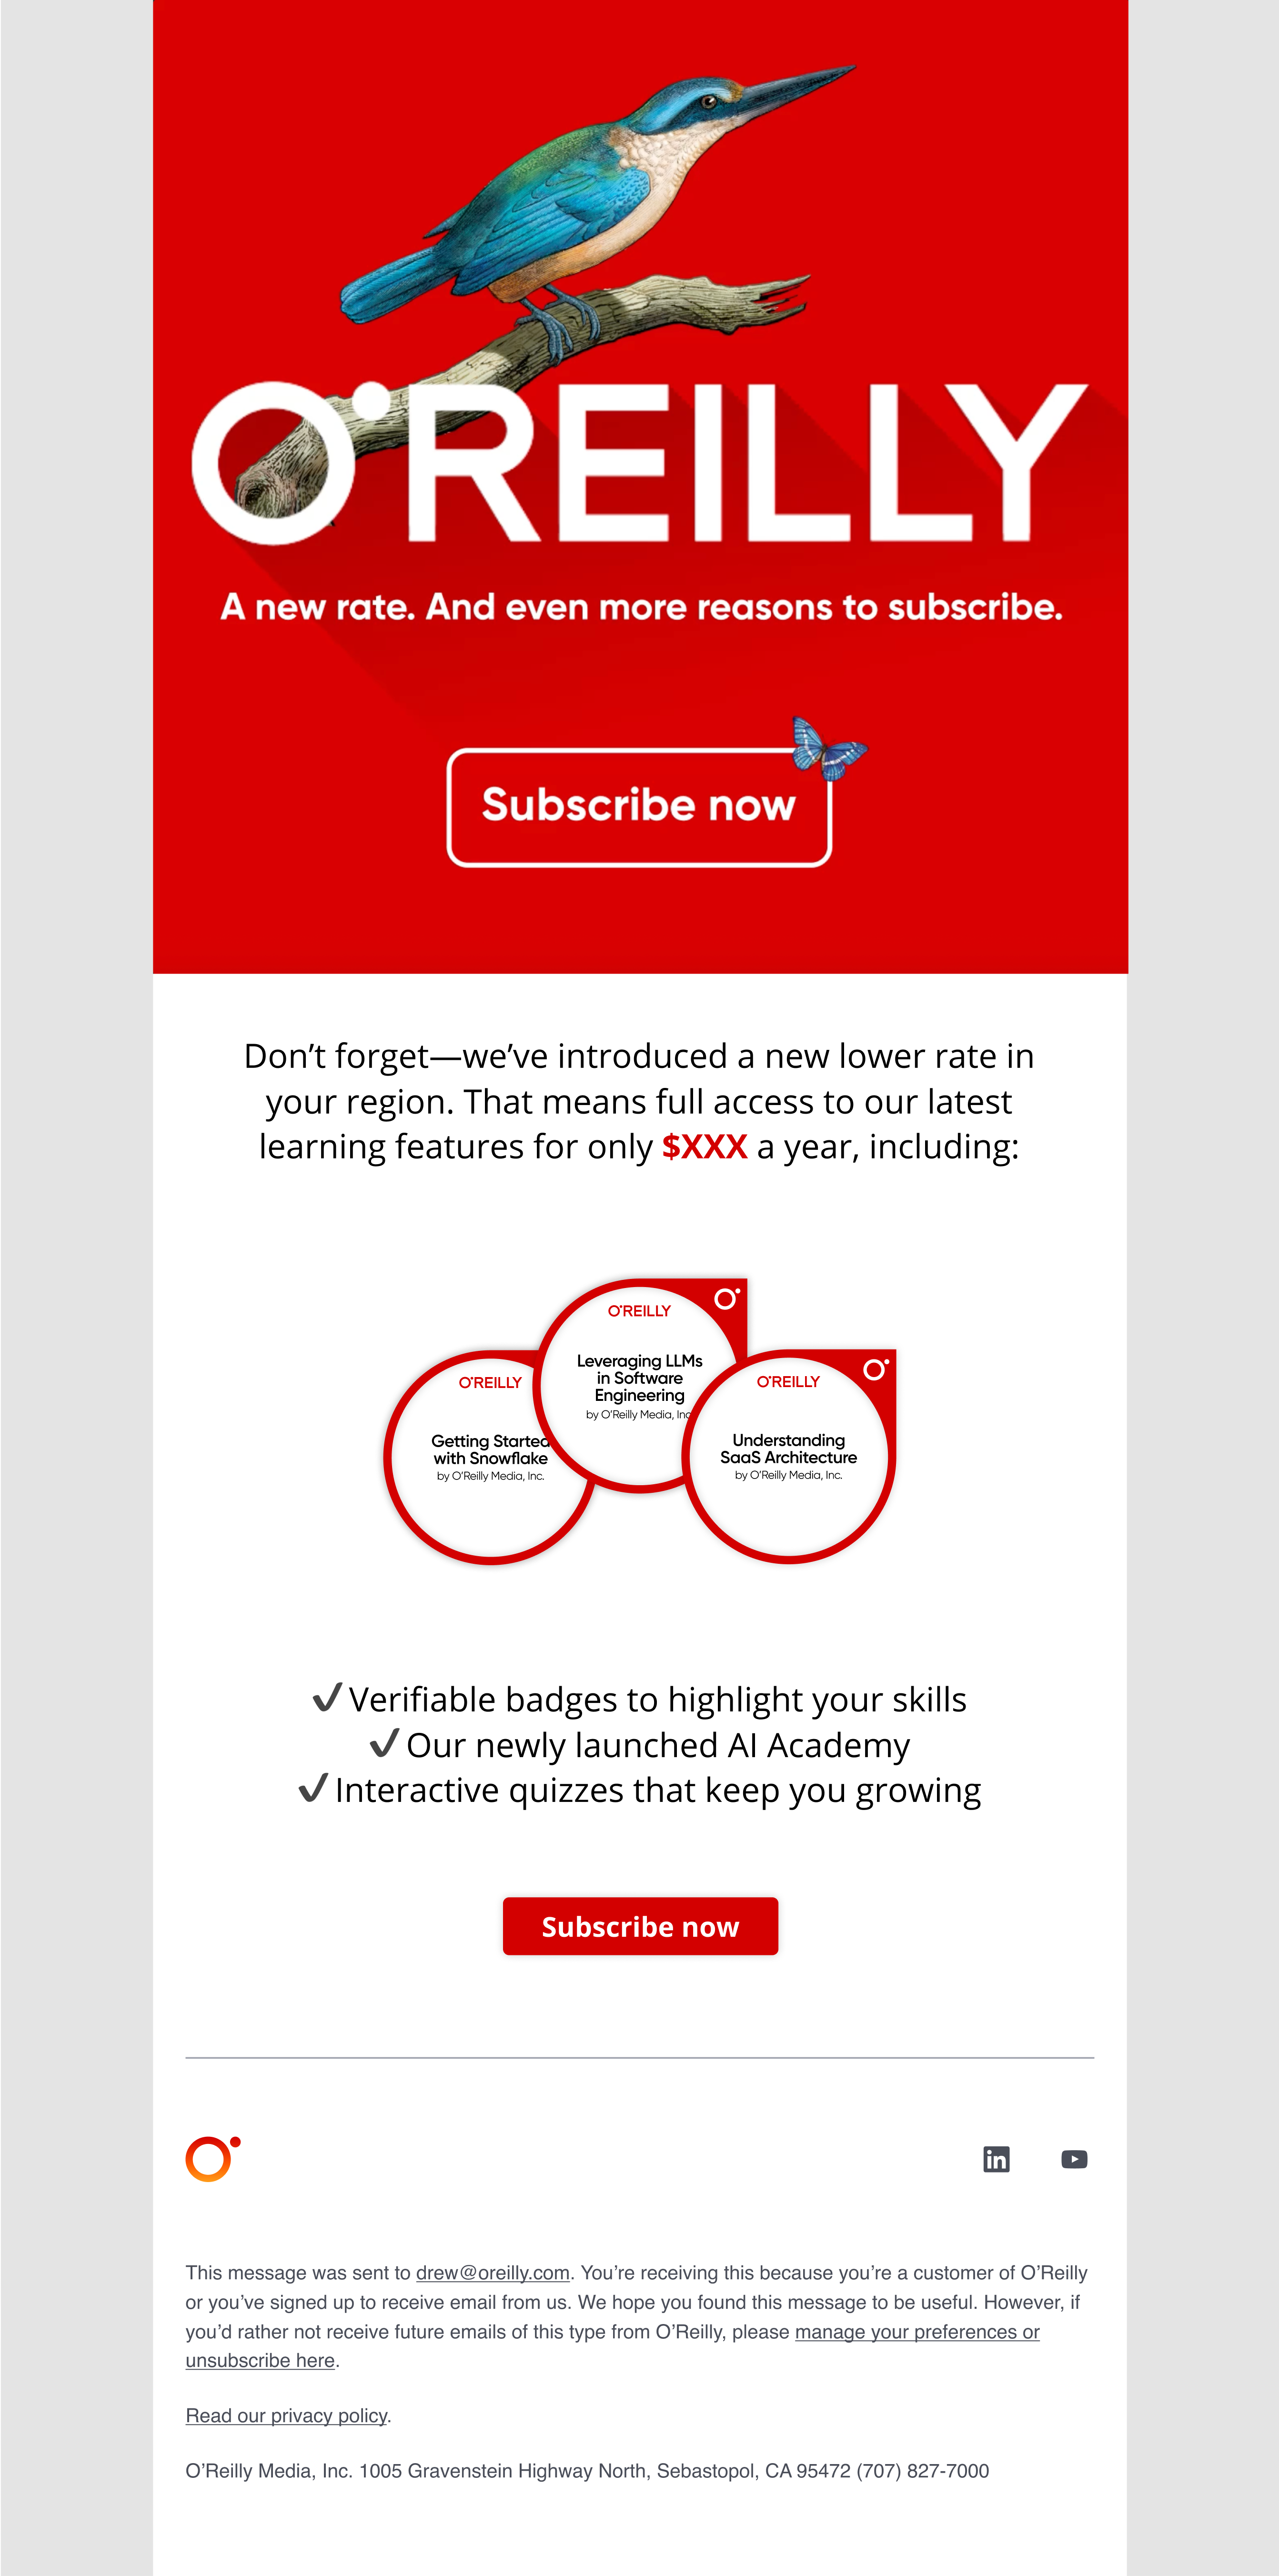 O'REILLY
A new rate. And even more reasons to subscribe.
Subscribe now
Don’t forget—we’ve introduced a new lower rate in
your region. That means full access to our latest
learning features for only $XXX a year, including:
O'REILLY
Getting Started
with Snowflake
by O'Reilly Media, Inc.
O'REILLY
Leveraging LLMs
in Software
Engineering
by O'Reilly Media, Inc
O'REILLY
Understanding
SaaS Architecture
by O'Reilly Media, Inc.
✔ Verifiable badges to highlight your skills
✔ Our newly launched AI Academy
✔ Interactive quizzes that keep you growing
Subscribe now
in
This message was sent to drew@oreilly.com. You’re receiving this because you’re a customer of O’Reilly
or you’ve signed up to receive email from us. We hope you found this message to be useful. However, if
you’d rather not receive future emails of this type from O’Reilly, please manage your preferences or
unsubscribe here.
Read our privacy policy.
O’Reilly Media, Inc. 1005 Gravenstein Highway North, Sebastopol, CA 95472 (707) 827-7000